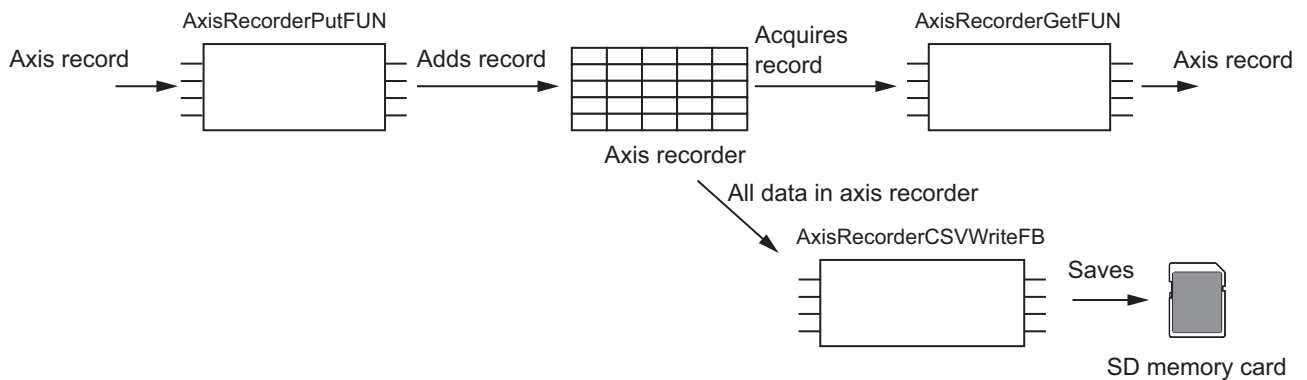 AxisRecorderPutFUN
AxisRecorderGetFUN
Axis record
Adds record
Acquires
record
Axis record
Axis recorder
All data in axis recorder
AxisRecorderCSVWriteFB
Saves
SD memory card